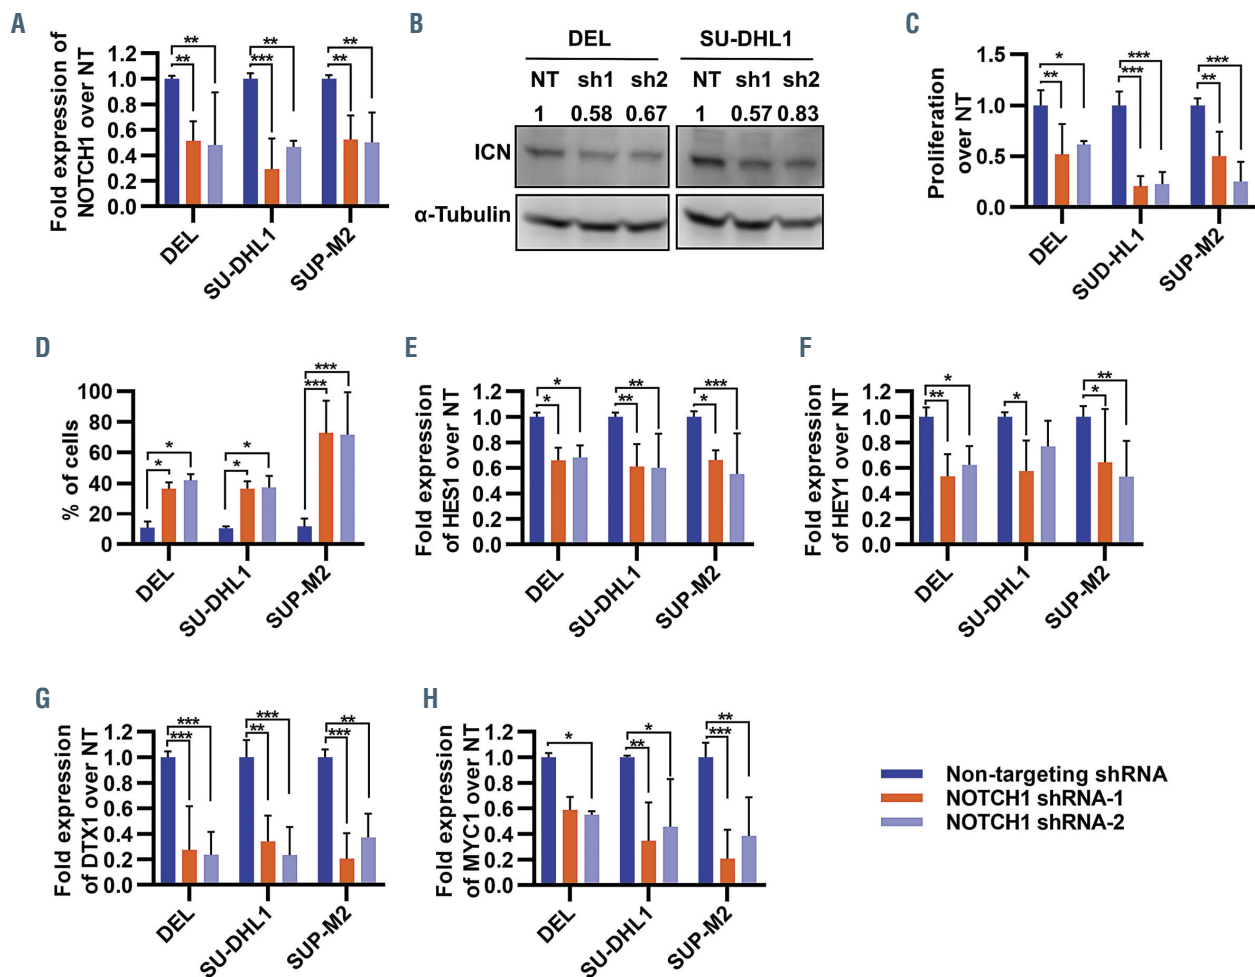 A
Fold expression of
NOTCH1 over NT
1.2
1.0
0.8
0.6
0.4
0.2
0.0
** ** ** *** ** **
DEL
SU-DHL1
SUP-M2
B
DEL SU-DHL1
NT sh1 sh2 NT sh1 sh2
1 0.58 0.67 1 0.57 0.83
ICN
α-Tubulin
C
Proliferation
over NT
1.5
1.0
0.5
0.0
* ** *** *** *** **
DEL
SUD-HL1
SUP-M2
D
% of cells
100
80
60
40
20
0
* * * * *** ***
DEL
SU-DHL1
SUP-M2
E
Fold expression
of HES1 over NT
1.2
1.0
0.8
0.6
0.4
0.2
0.0
* * ** ** *** *
DEL
SU-DHL1
SUP-M2
F
Fold expression
of HEY1 over NT
1.2
1.0
0.8
0.6
0.4
0.2
0.0
* ** * ** *
DEL
SU-DHL1
SUP-M2
G
Fold expression
of DTX1 over NT
1.2
1.0
0.8
0.6
0.4
0.2
0.0
*** *** *** ** ** ***
DEL
SU-DHL1
SUP-M2
H
Fold expression
of MYC1 over NT
1.2
1.0
0.8
0.6
0.4
0.2
0.0
* * ** ** ***
DEL
SU-DHL1
SUP-M2
Non-targeting shRNA
NOTCH1 shRNA-1
NOTCH1 shRNA-2